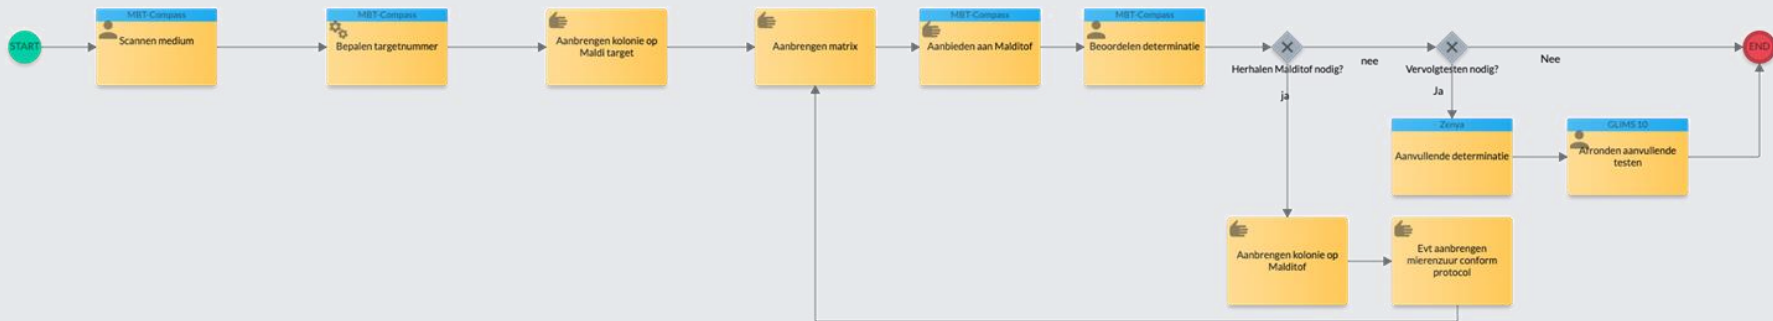 MBT-Compass
Scannen medium
START
MBT-Compass
Bepalen targetnummer
Aanbrengen kolonie op
Maldi target
Aanbrengen matrix
MBT-Compass
Aanbieden aan Malditof
MBT-Compass
Beoordelen determinatie
Herhalen Malditof nodig?
nee
ja
Vervolgtesten nodig?
Nee
Ja
END
- Zenya
Aanvullende determinatie
GLIMS 10
Afronden aanvullende
testen
Aanbrengen kolonie op
Malditof
Evt aanbrengen
mierenzuur conform
protocol